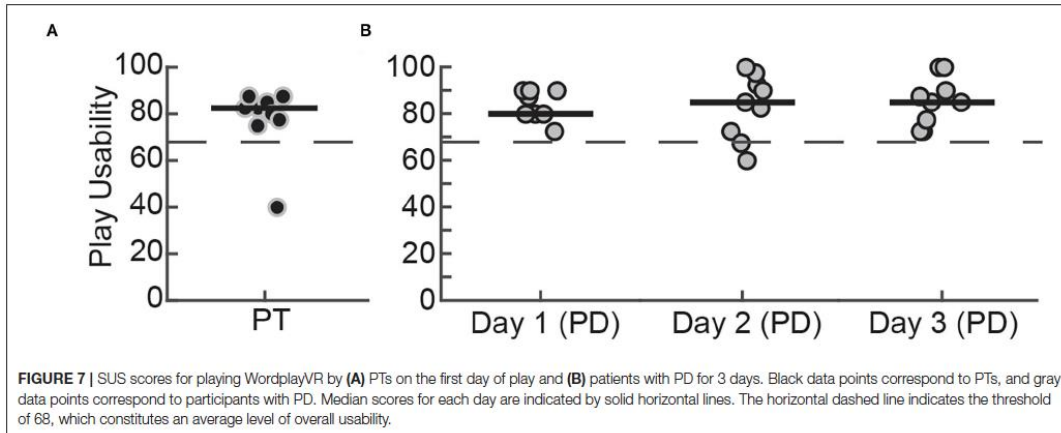 A
B
Play Usability
100
80
60
40
20
0
PT
100
80
60
40
20
0
Day 1 (PD) Day 2 (PD) Day 3 (PD)
FIGURE 7 | SUS scores for playing WordplayVR by (A) PTs on the first day of play and (B) patients with PD for 3 days. Black data points correspond to PTs, and gray
data points correspond to participants with PD. Median scores for each day are indicated by solid horizontal lines. The horizontal dashed line indicates the threshold
of 68, which constitutes an average level of overall usability.